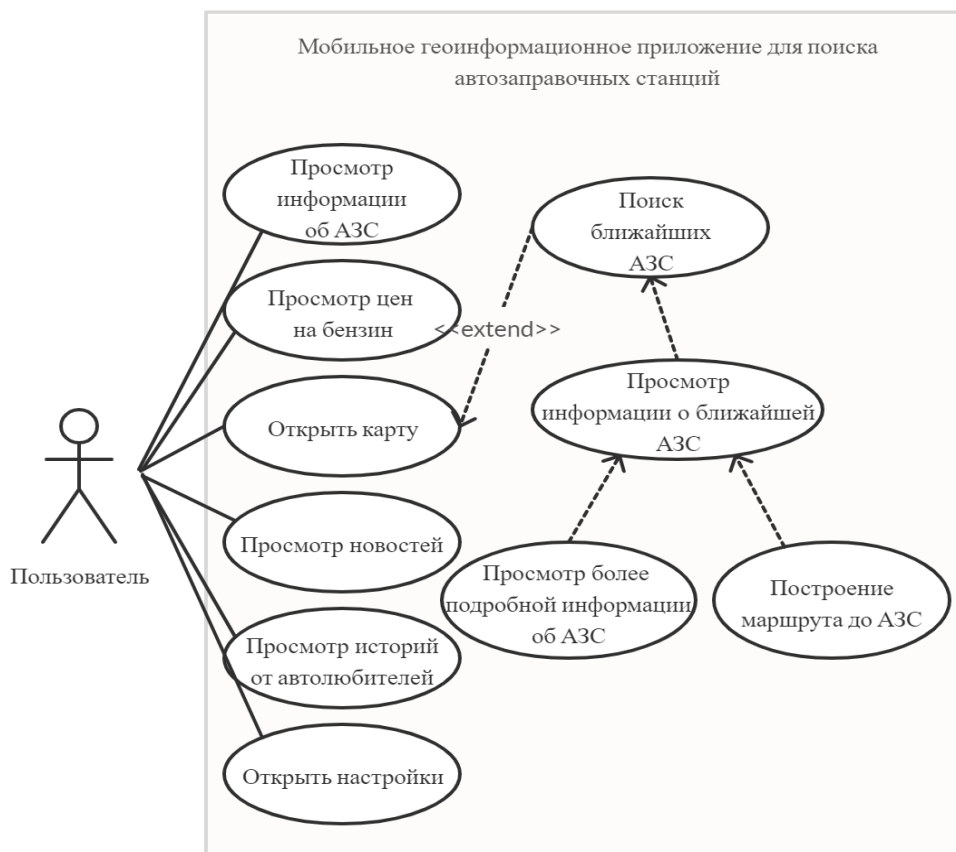 Мобильное геоинформационное приложение для поиска
автозаправочных станций
Просмотр
информации
об АЗС
Просмотр цен
на бензин
Открыть карту
Просмотр новостей
Просмотр историй
от автолюбителей
Открыть настройки
Пользователь
<<extend>>
Поиск
ближайших
АЗС
Просмотр
информации о ближайшей
АЗС
Просмотр более
подробной информации
об АЗС
Построение
маршрута до АЗС